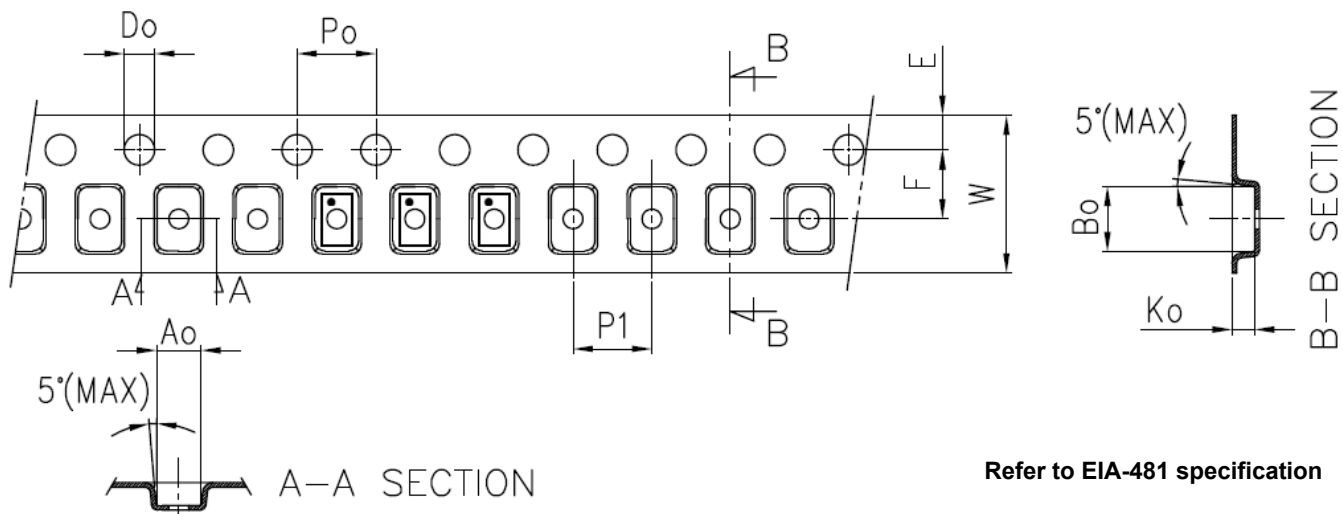 Do
Po
B
E
5°(MAX)
F
W
Bo
B-B SECTION
A
A
Ko
Ao
P1
B
5°(MAX)
A-A SECTION
Refer to EIA-481 specification